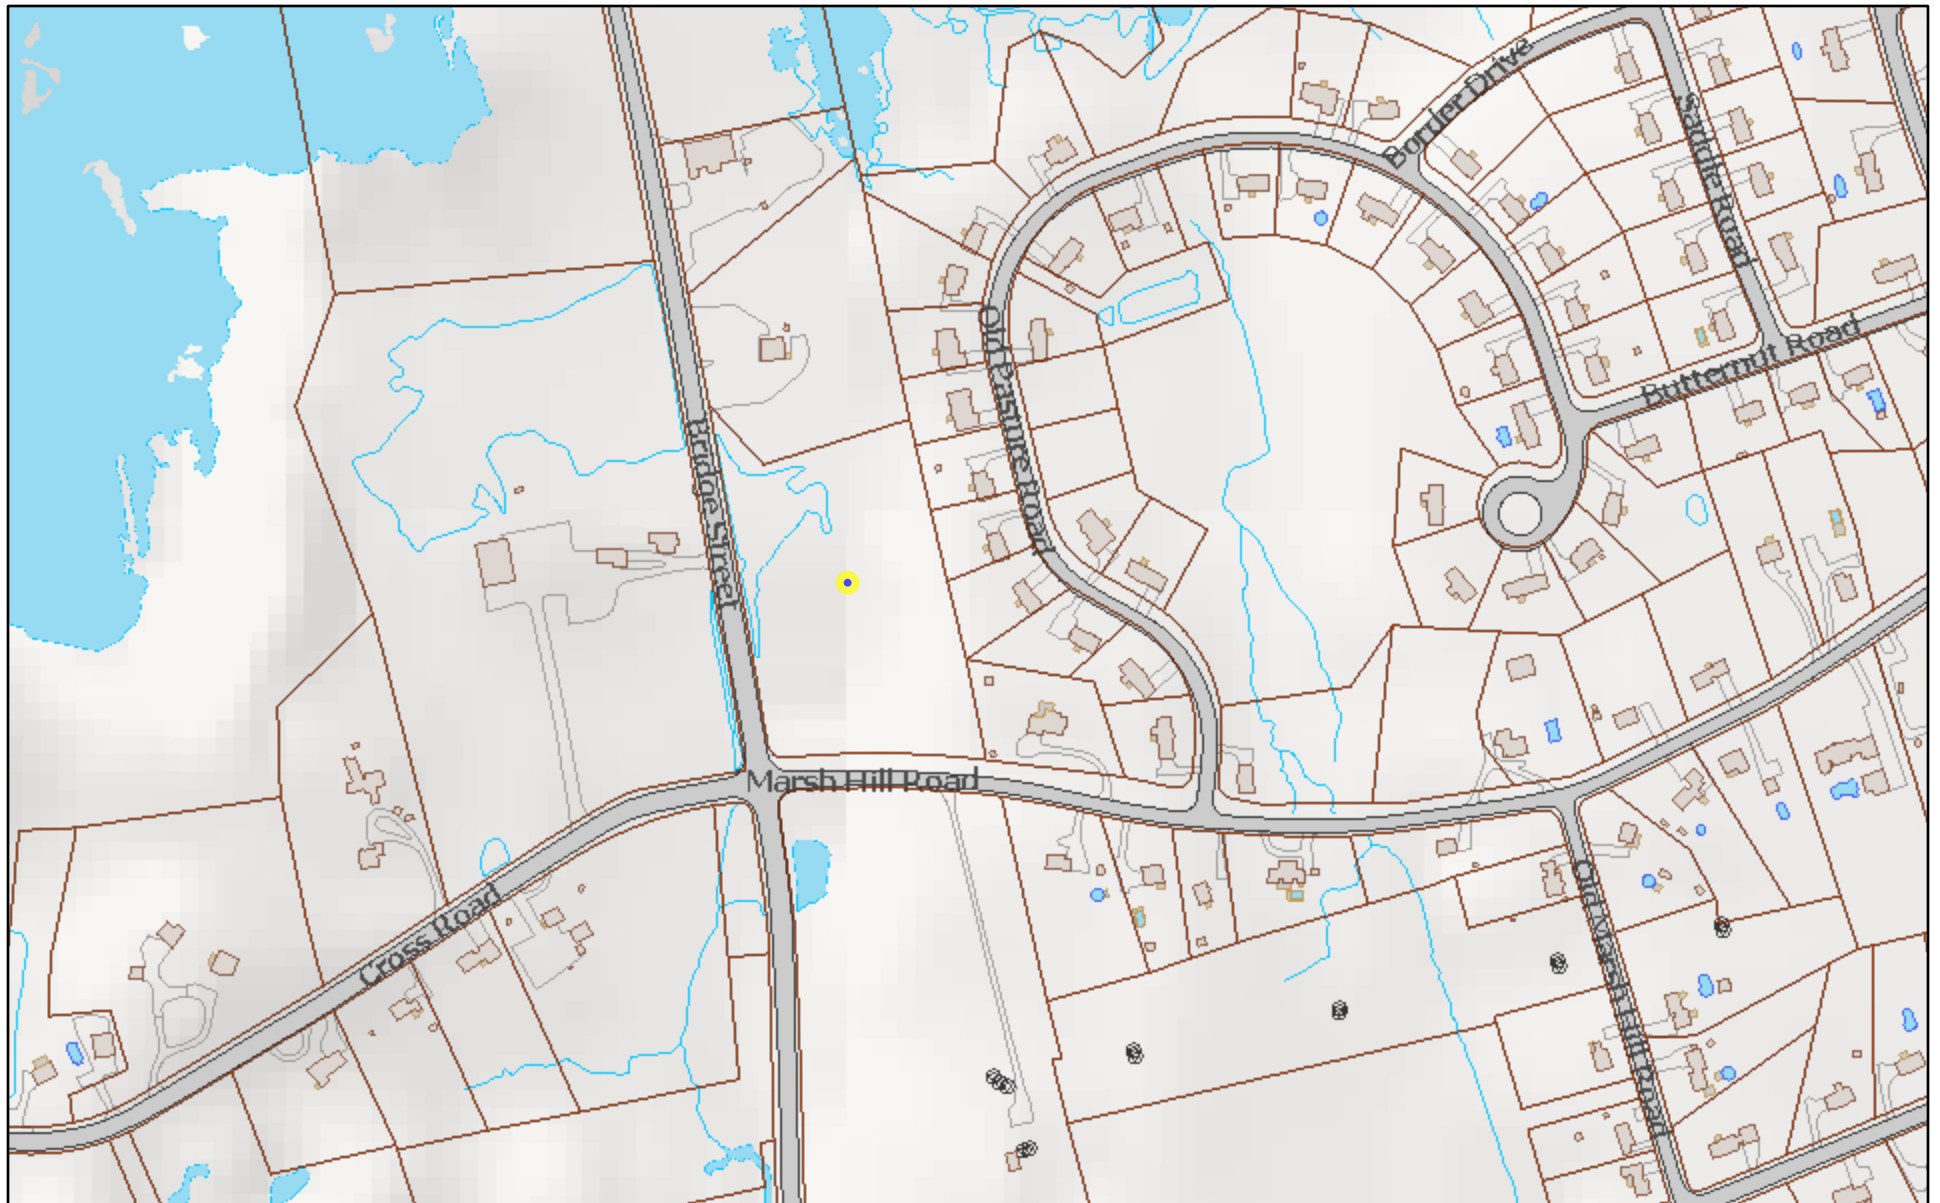 Border Drive
Saddle Road
Old Pasture Road
Butternut Road
Bridge Street
Marsh Hill Road
Cross Road
Old Marsh Hill Road